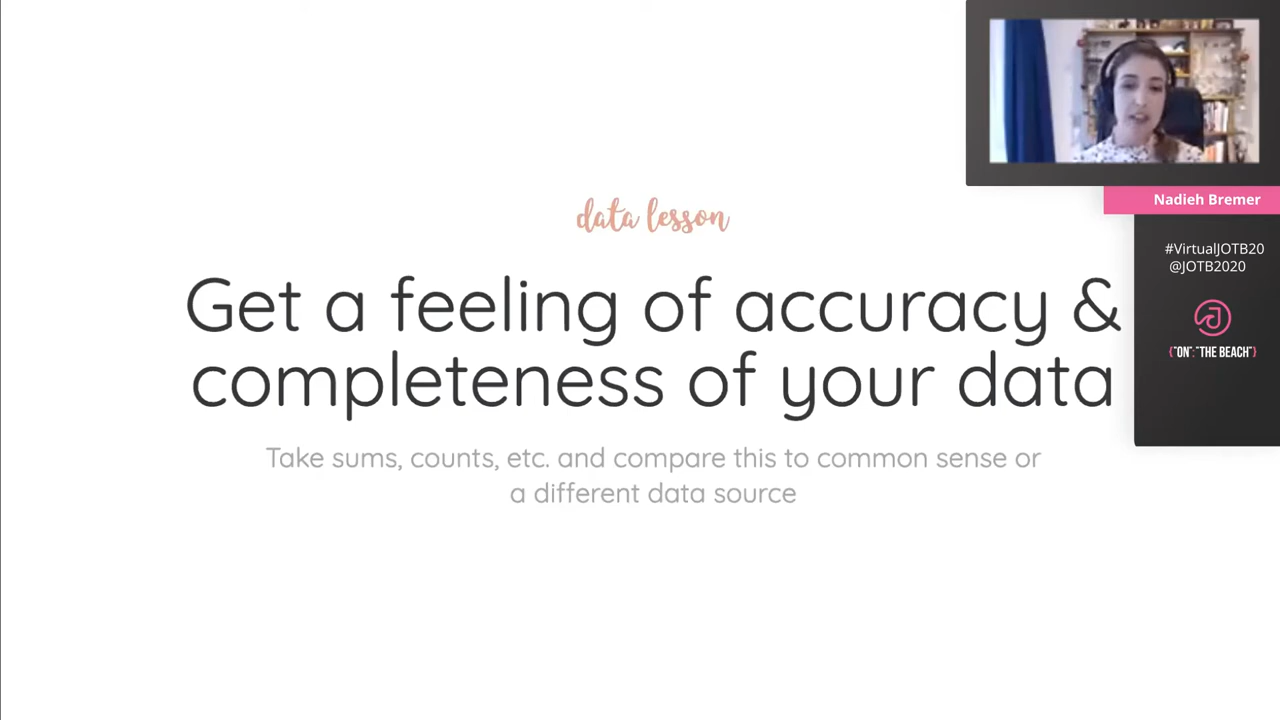 data lesson
Get a feeling of accuracy &
completeness of your data
Take sums, counts, etc. and compare this to common sense or
a different data source
Nadieh Bremer
#VirtualJOTB20
@JOTB2020
J
{"ON":"THE BEACH"}